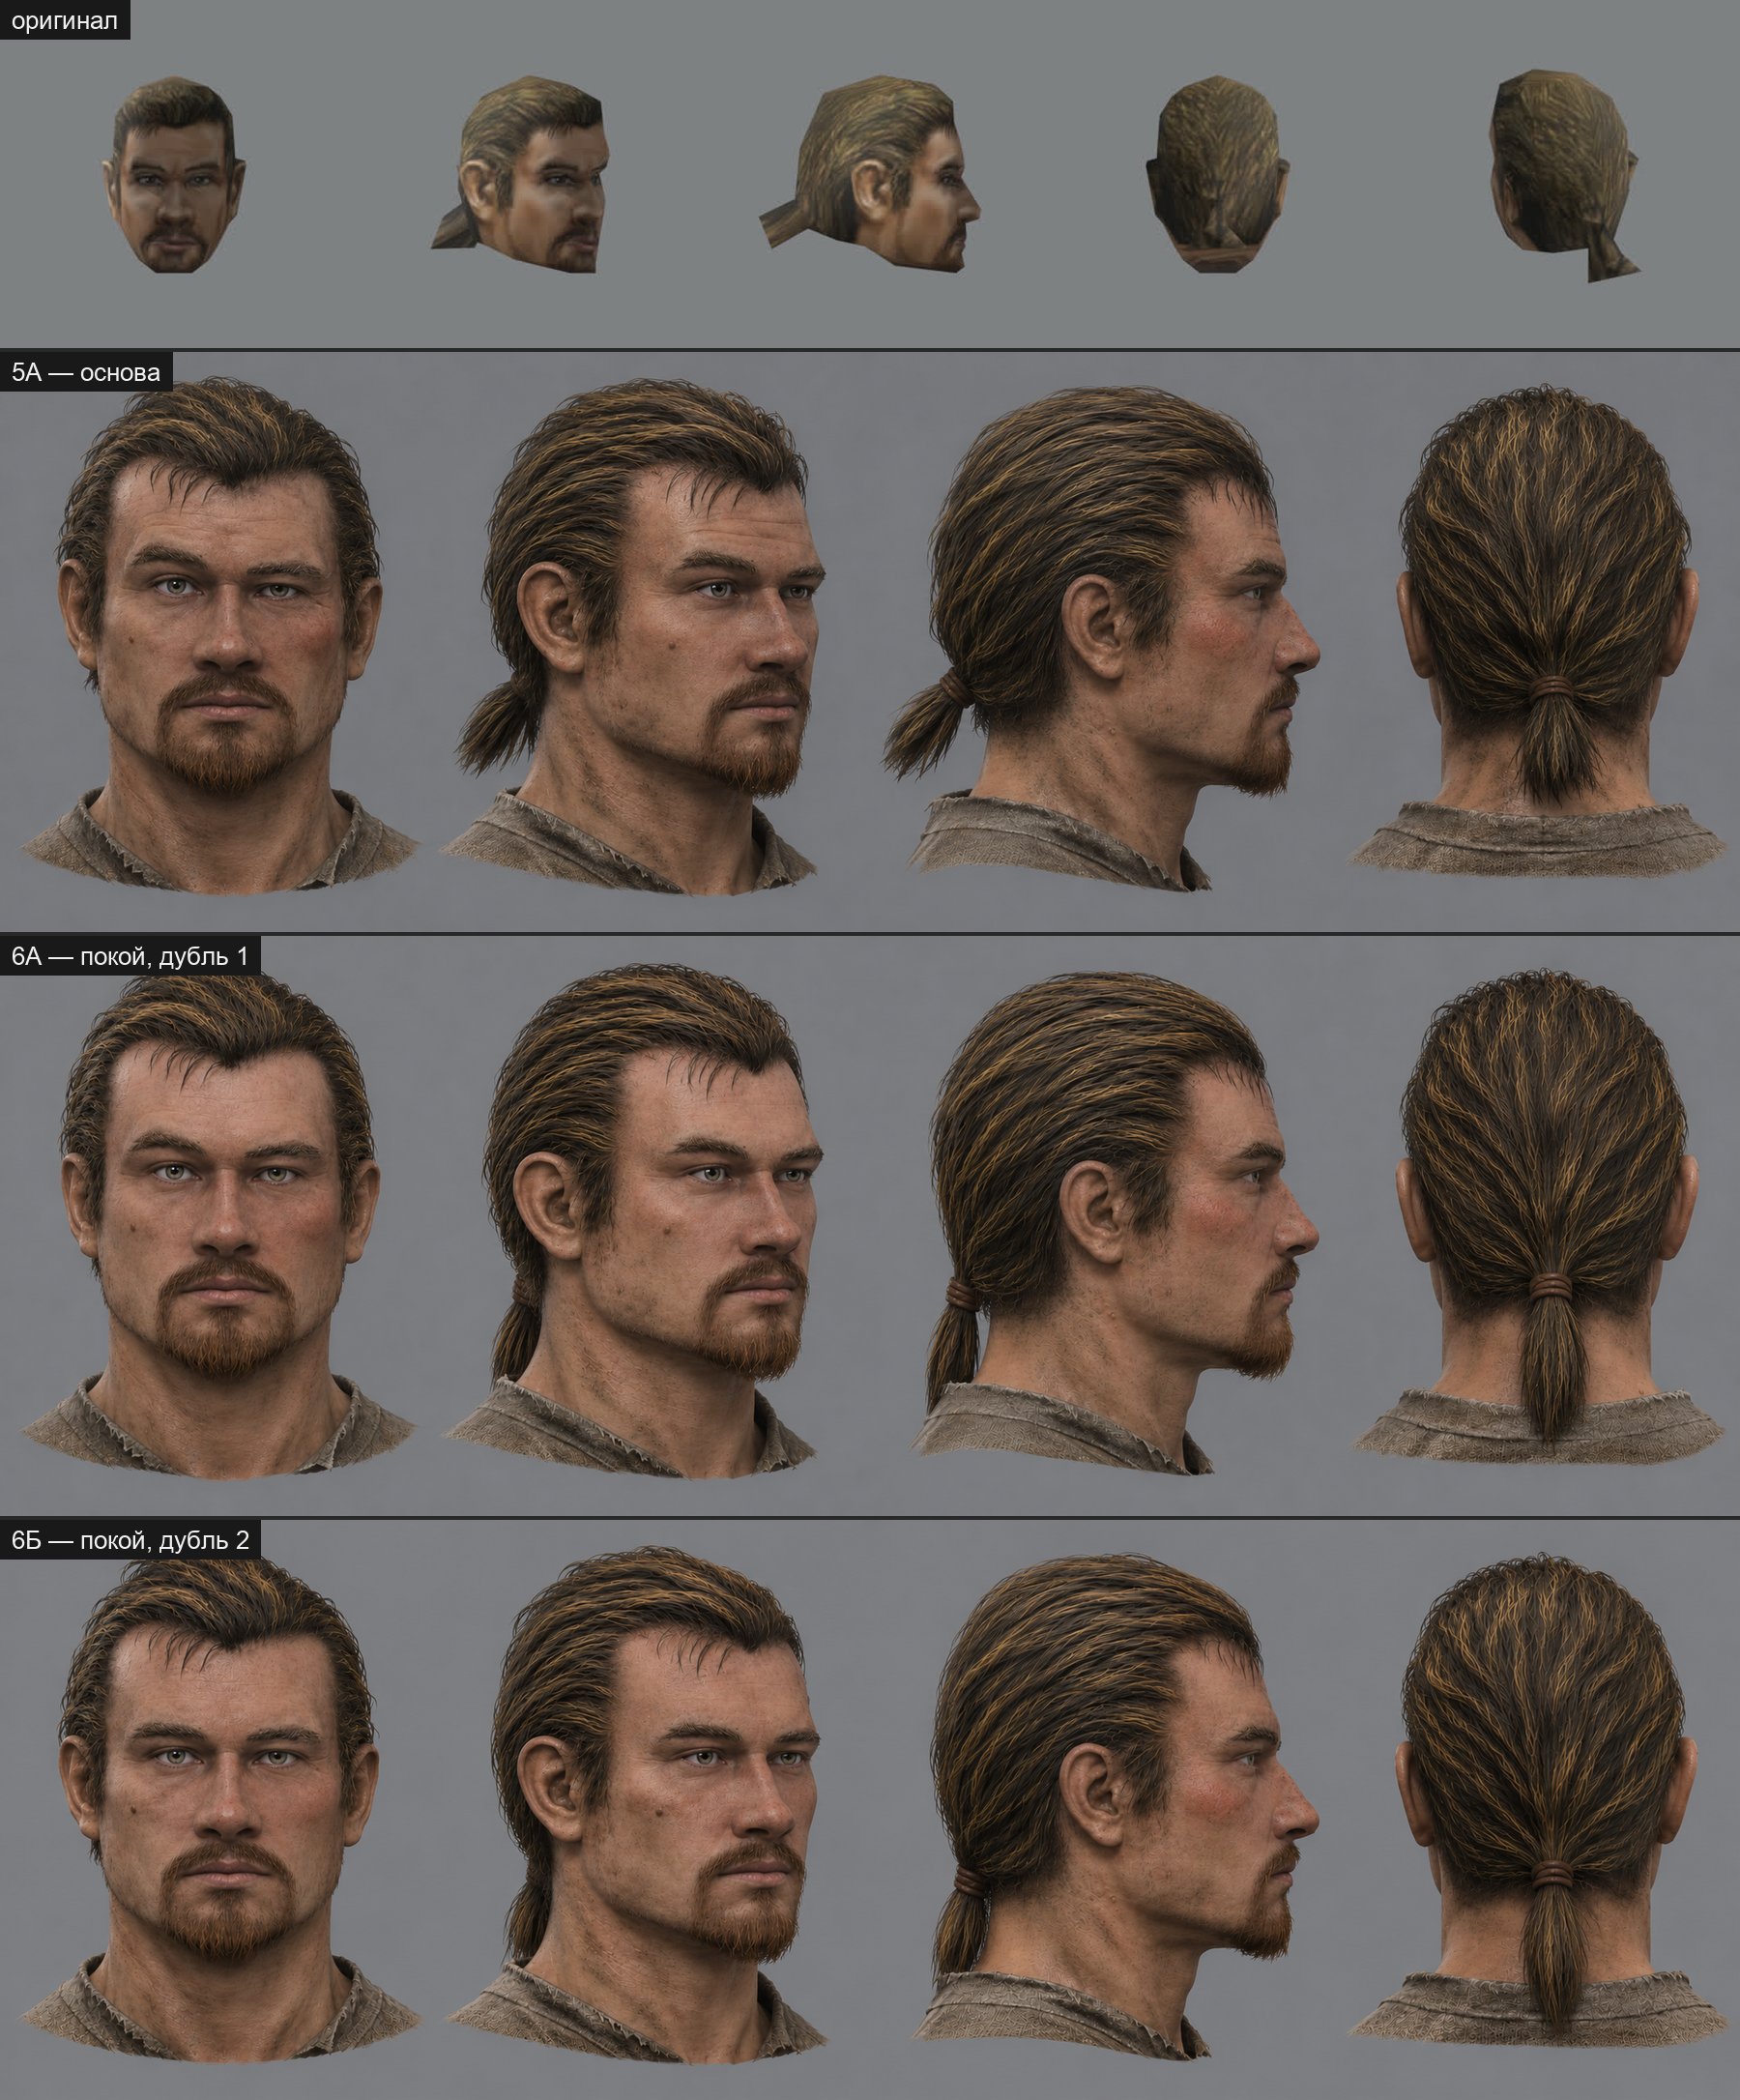 оригинал
5А — основа
6А — покой, дубль 1
6Б — покой, дубль 2